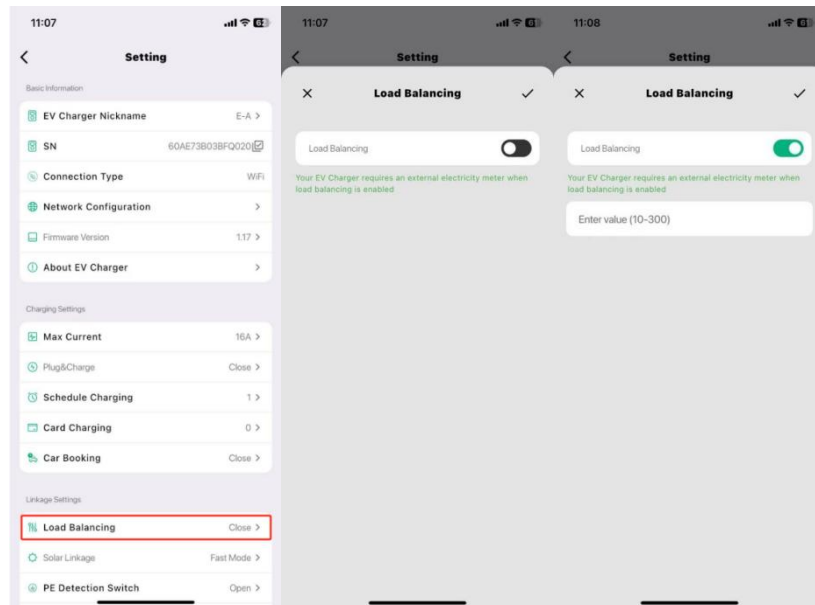 11:07
Setting
Basic Information
EV Charger Nickname E-A >
SN 60AE73B03BFQ020
Connection Type WiFi
Network Configuration >
Firmware Version 1.17 >
About EV Charger >
Charging Settings
Max Current 16A >
Plug&Charge Close >
Schedule Charging 1 >
Card Charging 0 >
Car Booking Close >
Linkage Settings
Load Balancing Close >
Solar Linkage Fast Mode >
PE Detection Switch Open >
11:07
Setting
Load Balancing
Load Balancing
Your EV Charger requires an external electricity meter when
load balancing is enabled
11:08
Setting
Load Balancing
Load Balancing
Your EV Charger requires an external electricity meter when
load balancing is enabled
Enter value (10-300)